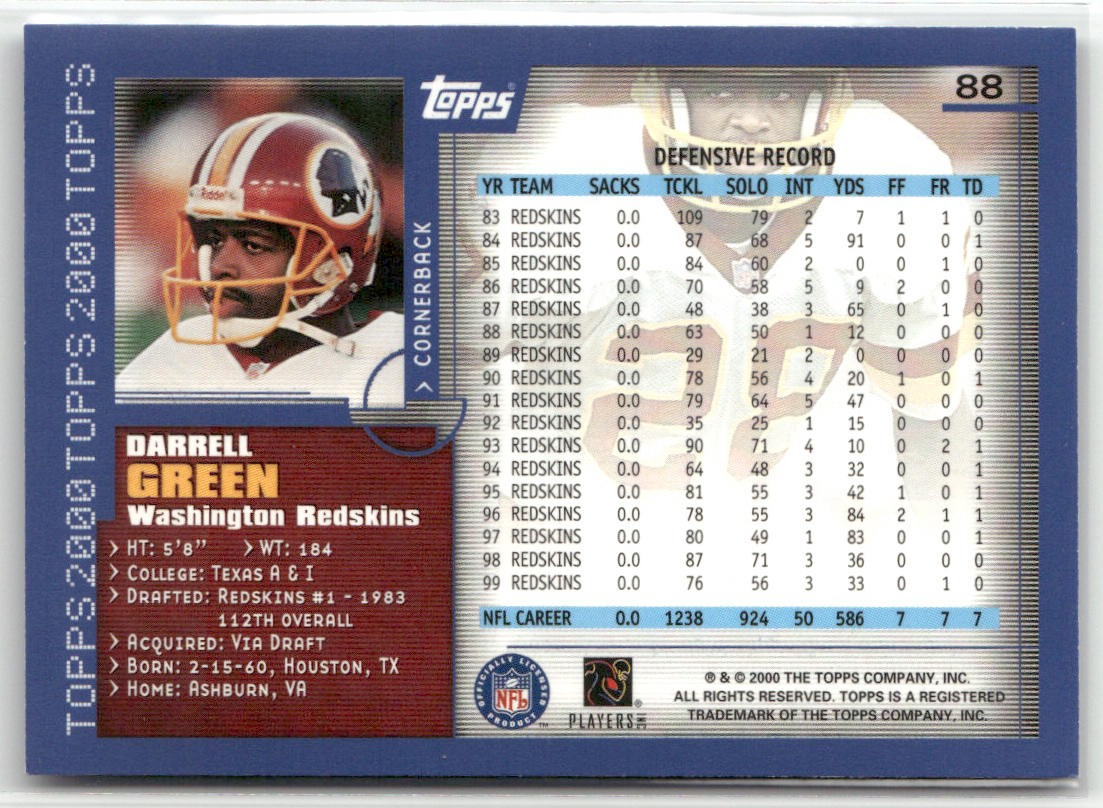 TOPPS2000TOPPS2000TOPPS2000TOPPS
Riddell
TOPPS
88
> CORNERBACK
DARRELL
GREEN
Washington Redskins
> HT: 5'8" > WT: 184
> COLLEGE: TEXAS A & I
> DRAFTED: REDSKINS #1 - 1983
112TH OVERALL
> ACQUIRED: VIA DRAFT
> BORN: 2-15-60, HOUSTON, TX
> HOME: ASHBURN, VA
DEFENSIVE RECORD
YR TEAM SACKS TCKL SOLO INT YDS FF FR TD
83 REDSKINS 0.0 109 79 2 7 1 1 0
84 REDSKINS 0.0 87 68 5 91 0 0 1
85 REDSKINS 0.0 84 60 2 0 0 1 0
86 REDSKINS 0.0 70 58 5 9 2 0 0
87 REDSKINS 0.0 48 38 3 65 0 1 0
88 REDSKINS 0.0 63 50 1 12 0 0 0
89 REDSKINS 0.0 29 21 2 0 0 0 0
90 REDSKINS 0.0 78 56 4 20 1 0 1
91 REDSKINS 0.0 79 64 5 47 0 0 1
92 REDSKINS 0.0 35 25 1 15 0 0 0
93 REDSKINS 0.0 90 71 4 10 0 2 1
94 REDSKINS 0.0 64 48 3 32 0 0 1
95 REDSKINS 0.0 81 55 3 42 1 0 1
96 REDSKINS 0.0 78 55 3 84 2 1 1
97 REDSKINS 0.0 80 49 1 83 0 0 1
98 REDSKINS 0.0 87 71 3 36 0 0 0
99 REDSKINS 0.0 76 56 3 33 0 1 0
NFL CAREER 0.0 1238 924 50 586 7 7 7
28
OFFICIALLY LICENSED PRODUCT
NFL
™
PLAYERS INC
®
® & © 2000 THE TOPPS COMPANY, INC.
ALL RIGHTS RESERVED. TOPPS IS A REGISTERED
TRADEMARK OF THE TOPPS COMPANY, INC.